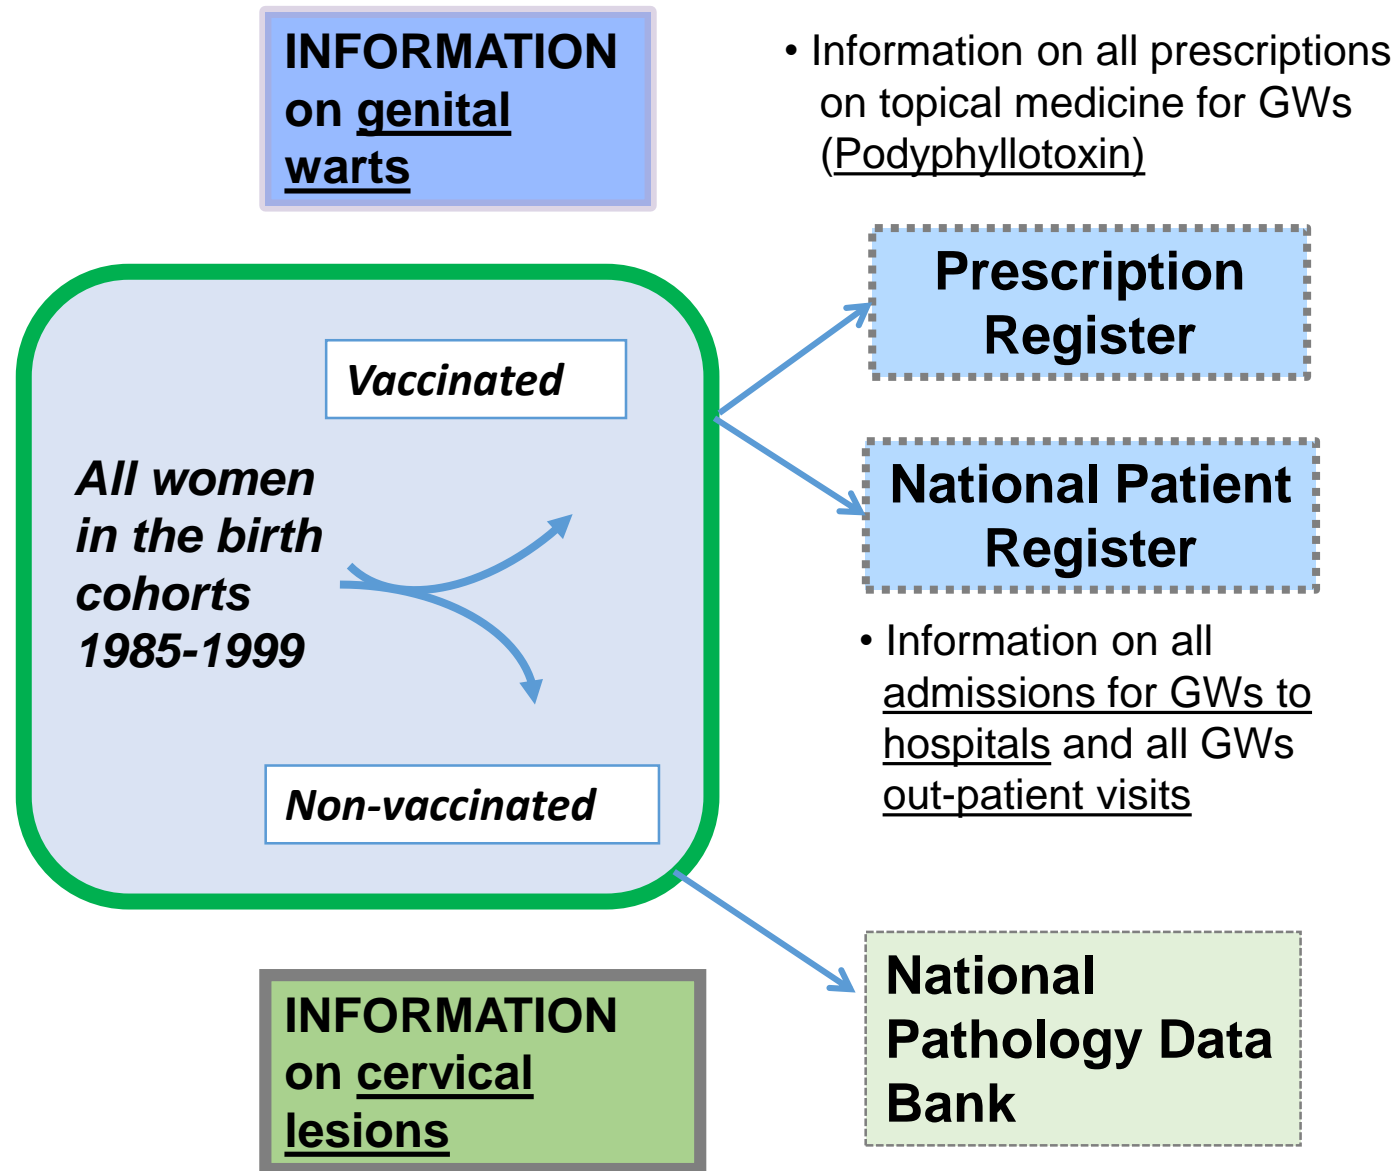 INFORMATION
on genital
warts
• Information on all prescriptions
on topical medicine for GWs
(Podyphyllotoxin)
Prescription
Register
Vaccinated
All women
in the birth
cohorts
1985-1999
National Patient
Register
• Information on all
admissions for GWs to
hospitals and all GWs
out-patient visits
Non-vaccinated
INFORMATION
on cervical
lesions
National
Pathology Data
Bank